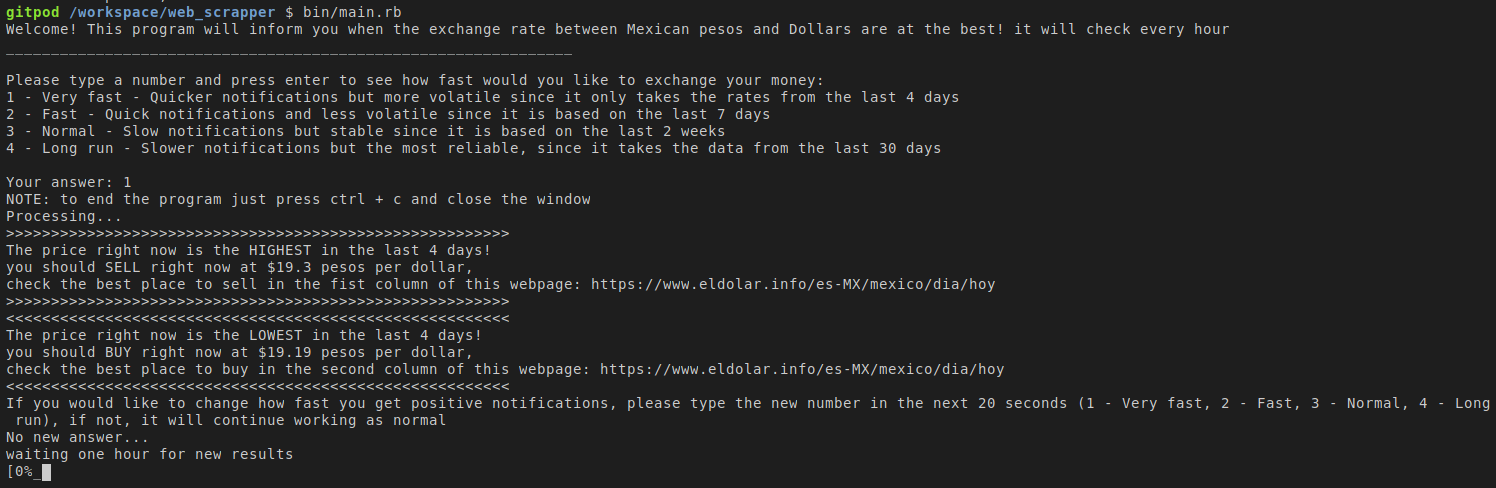 gitpod /workspace/web_scrapper $ bin/main.rb
Welcome! This program will inform you when the exchange rate between Mexican pesos and Dollars are at the best! it will check every hour
_______________________________________________________________
Please type a number and press enter to see how fast would you like to exchange your money:
1 - Very fast - Quicker notifications but more volatile since it only takes the rates from the last 4 days
2 - Fast - Quick notifications and less volatile since it is based on the last 7 days
3 - Normal - Slow notifications but stable since it is based on the last 2 weeks
4 - Long run - Slower notifications but the most reliable, since it takes the data from the last 30 days
Your answer: 1
NOTE: to end the program just press ctrl + c and close the window
Processing...
>>>>>>>>>>>>>>>>>>>>>>>>>>>>>>>>>>>>>>>>>>>>>>>>>>>>>>>>
The price right now is the HIGHEST in the last 4 days!
you should SELL right now at $19.3 pesos per dollar,
check the best place to sell in the fist column of this webpage: https://www.eldolar.info/es-MX/mexico/dia/hoy
>>>>>>>>>>>>>>>>>>>>>>>>>>>>>>>>>>>>>>>>>>>>>>>>>>>>>>>>
<<<<<<<<<<<<<<<<<<<<<<<<<<<<<<<<<<<<<<<<<<<<<<<<<<<<<<<<
The price right now is the LOWEST in the last 4 days!
you should BUY right now at $19.19 pesos per dollar,
check the best place to buy in the second column of this webpage: https://www.eldolar.info/es-MX/mexico/dia/hoy
<<<<<<<<<<<<<<<<<<<<<<<<<<<<<<<<<<<<<<<<<<<<<<<<<<<<<<<<
If you would like to change how fast you get positive notifications, please type the new number in the next 20 seconds (1 - Very fast, 2 - Fast, 3 - Normal, 4 - Long
run), if not, it will continue working as normal
No new answer...
waiting one hour for new results
[0%_